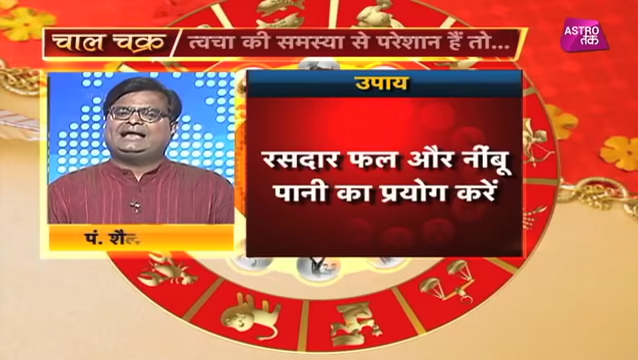 चाल चक्र त्वचा की समस्या से परेशान हैं तो...
ASTRO
तक
उपाय
रसदार फल और नींबू
पानी का प्रयोग करें
पं. शैल